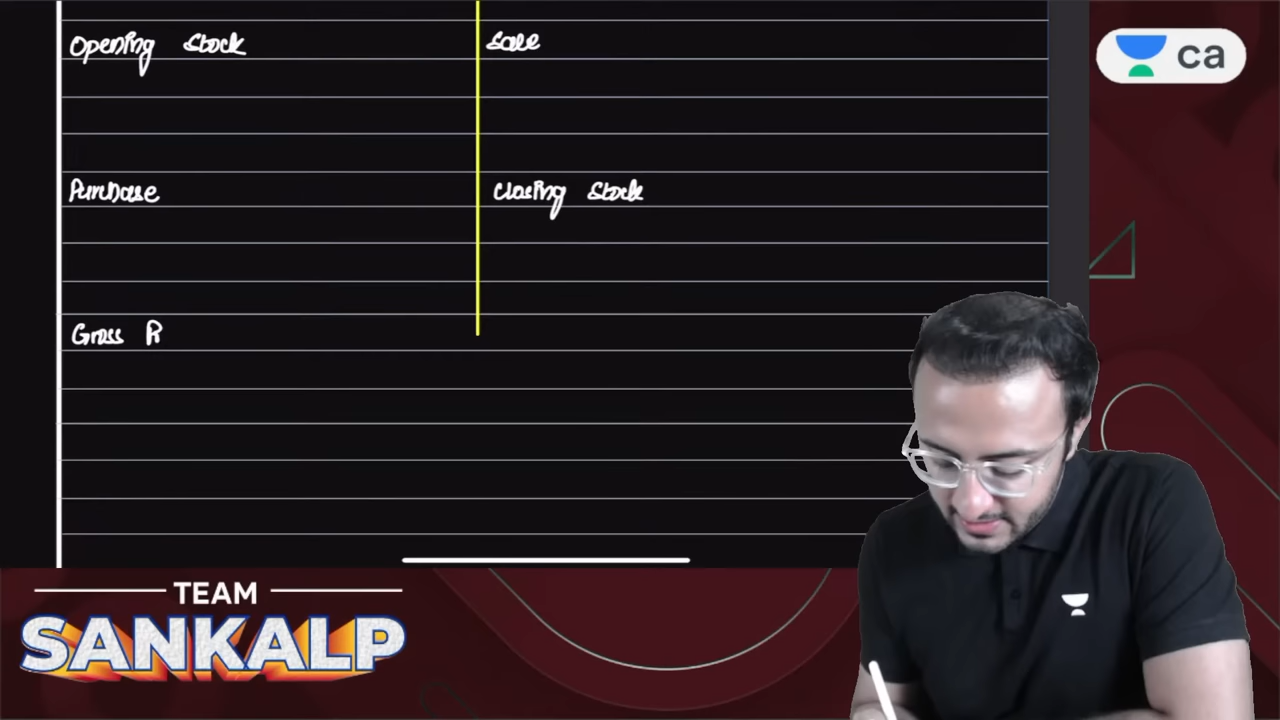 Opening Stock
Sale
ca
Purchase
Closing Stock
Gross P
TEAM
SANKALP